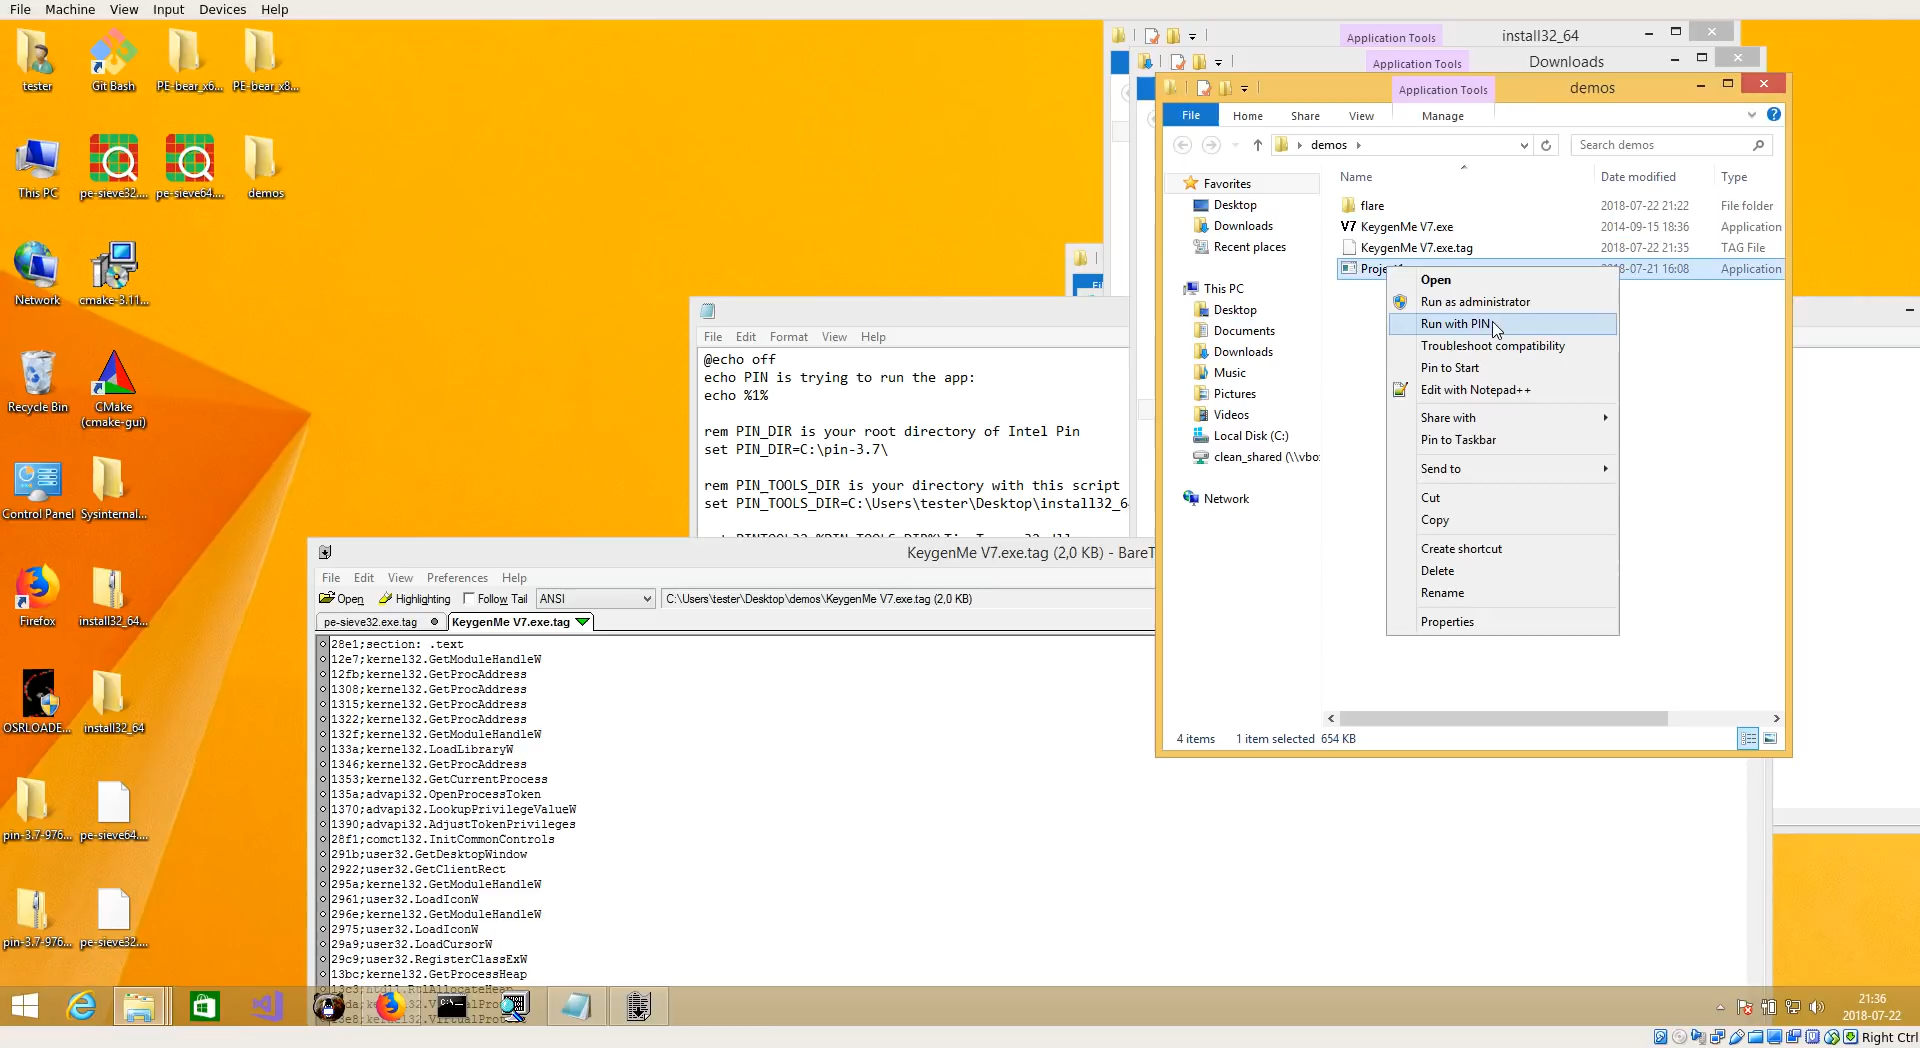 File Machine View Input Devices Help
tester
Git Bash
PE-bear_x6...
PE-bear_x8...
This PC
pe-sieve32....
pe-sieve64....
demos
Network
cmake-3.11...
Recycle Bin
CMake
(cmake-gui)
Control Panel
Sysinternal...
Firefox
install32_64...
OSRLOADE...
install32_64
pin-3.7-976...
pe-sieve64....
pin-3.7-976...
pe-sieve32....
Application Tools
install32_64
Application Tools
Downloads
Application Tools
demos
File
Home
Share
View
Manage
demos
Search demos
Name
Date modified
Type
Favorites
Desktop
Downloads
Recent places
This PC
Desktop
Documents
Downloads
Music
Pictures
Videos
Local Disk (C:)
clean_shared (\\vbo
Network
flare
2018-07-22 21:22
File folder
KeygenMe V7.exe
2014-09-15 18:36
Application
KeygenMe V7.exe.tag
2018-07-22 21:35
TAG File
2018-07-21 16:08
Application
Open
Run as administrator
Run with PIN
Troubleshoot compatibility
Pin to Start
Edit with Notepad++
Share with
Pin to Taskbar
Send to
Cut
Copy
Create shortcut
Delete
Rename
Properties
4 items
1 item selected 654 KB
File Edit Format View Help
@echo off
echo PIN is trying to run the app:
echo %1%
rem PIN_DIR is your root directory of Intel Pin
set PIN_DIR=C:\pin-3.7\
rem PIN_TOOLS_DIR is your directory with this script
set PIN_TOOLS_DIR=C:\Users\tester\Desktop\install32_6
KeygenMe V7.exe.tag (2,0 KB) - BareT
File Edit View Preferences Help
Open
Highlighting
Follow Tail
ANSI
C:\Users\tester\Desktop\demos\KeygenMe V7.exe.tag (2,0 KB)
pe-sieve32.exe.tag
KeygenMe V7.exe.tag
28e1;section: .text
12e7;kernel32.GetModuleHandleW
12fb;kernel32.GetProcAddress
1308;kernel32.GetProcAddress
1315;kernel32.GetProcAddress
1322;kernel32.GetProcAddress
132f;kernel32.GetModuleHandleW
133a;kernel32.LoadLibraryW
1346;kernel32.GetProcAddress
1353;kernel32.GetCurrentProcess
135a;advapi32.OpenProcessToken
1370;advapi32.LookupPrivilegeValueW
1390;advapi32.AdjustTokenPrivileges
28f1;comctl32.InitCommonControls
291b;user32.GetDesktopWindow
2922;user32.GetClientRect
295a;kernel32.GetModuleHandleW
2961;user32.LoadIconW
296e;kernel32.GetModuleHandleW
2975;user32.LoadIconW
29a9;user32.LoadCursorW
29c9;user32.RegisterClassExW
13bc;kernel32.GetProcessHeap
21:36
2018-07-22
Right Ctrl